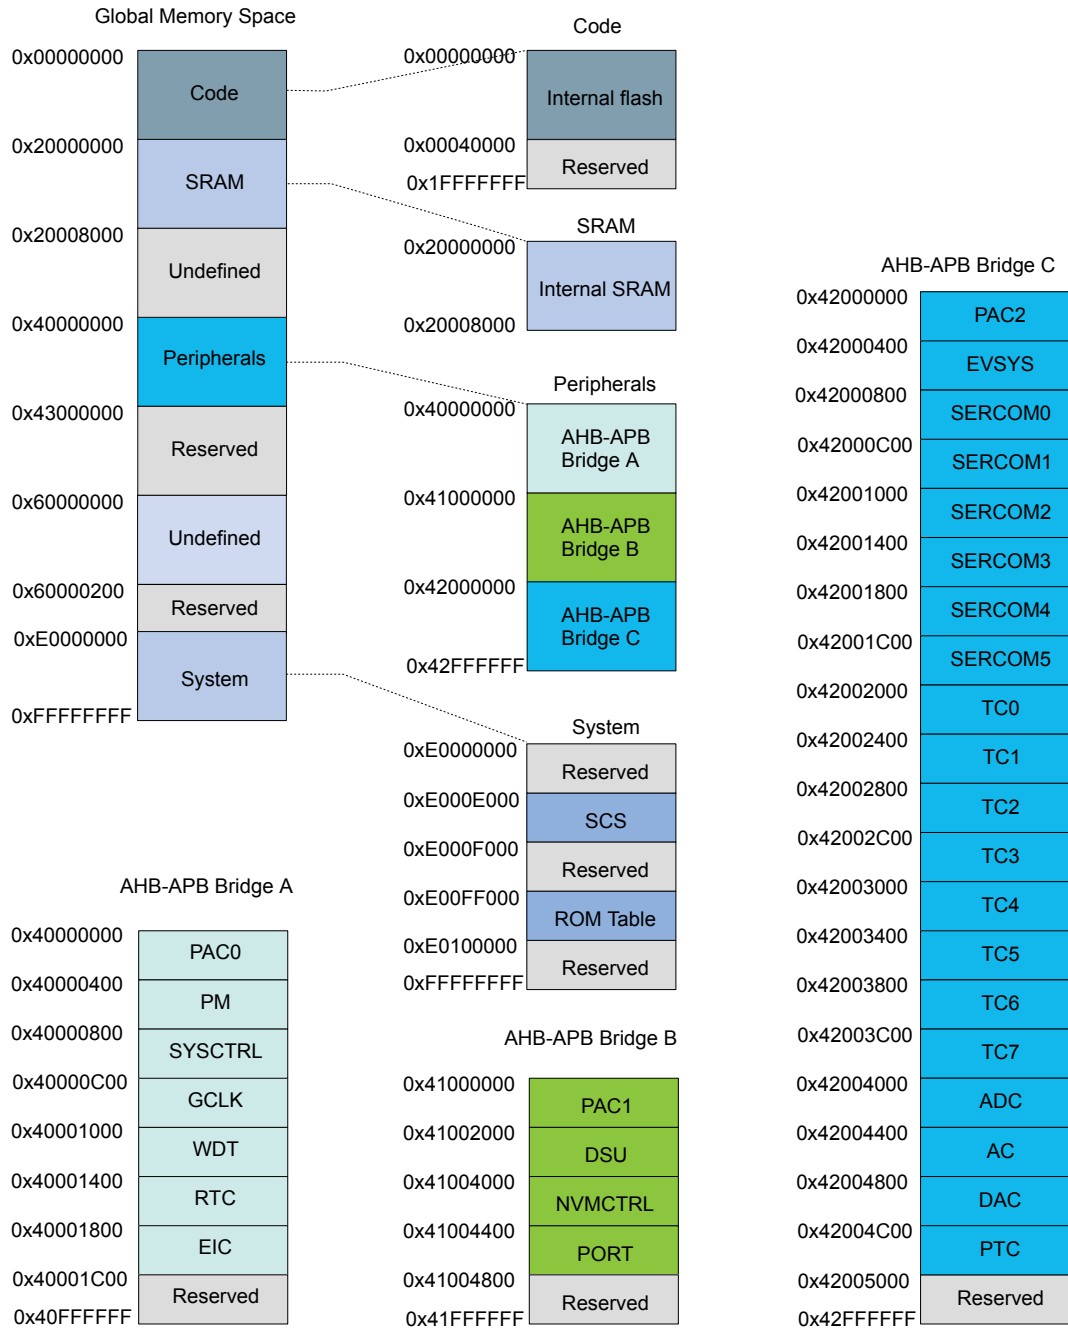 Global Memory Space
0x00000000
Code
0x20000000
SRAM
0x20008000
Undefined
0x40000000
Peripherals
0x43000000
Reserved
0x60000000
Undefined
0x60000200
Reserved
0xE0000000
System
0xFFFFFFFF
Code
0x00000000
Internal flash
0x00040000
Reserved
0x1FFFFFFF
SRAM
0x20000000
Internal SRAM
0x20008000
Peripherals
0x40000000
AHB-APB
Bridge A
0x41000000
AHB-APB
Bridge B
0x42000000
AHB-APB
Bridge C
0x42FFFFFF
System
0xE0000000
Reserved
0xE000E000
SCS
0xE000F000
Reserved
0xE00FF000
ROM Table
0xE0100000
Reserved
0xFFFFFFFF
AHB-APB Bridge A
0x40000000
PAC0
0x40000400
PM
0x40000800
SYSCTRL
0x40000C00
GCLK
0x40001000
WDT
0x40001400
RTC
0x40001800
EIC
0x40001C00
Reserved
0x40FFFFFF
AHB-APB Bridge B
0x41000000
PAC1
0x41002000
DSU
0x41004000
NVMCTRL
0x41004400
PORT
0x41004800
Reserved
0x41FFFFFF
AHB-APB Bridge C
0x42000000
PAC2
0x42000400
EVSYS
0x42000800
SERCOM0
0x42000C00
SERCOM1
0x42001000
SERCOM2
0x42001400
SERCOM3
0x42001800
SERCOM4
0x42001C00
SERCOM5
0x42002000
TC0
0x42002400
TC1
0x42002800
TC2
0x42002C00
TC3
0x42003000
TC4
0x42003400
TC5
0x42003800
TC6
0x42003C00
TC7
0x42004000
ADC
0x42004400
AC
0x42004800
DAC
0x42004C00
PTC
0x42005000
Reserved
0x42FFFFFF